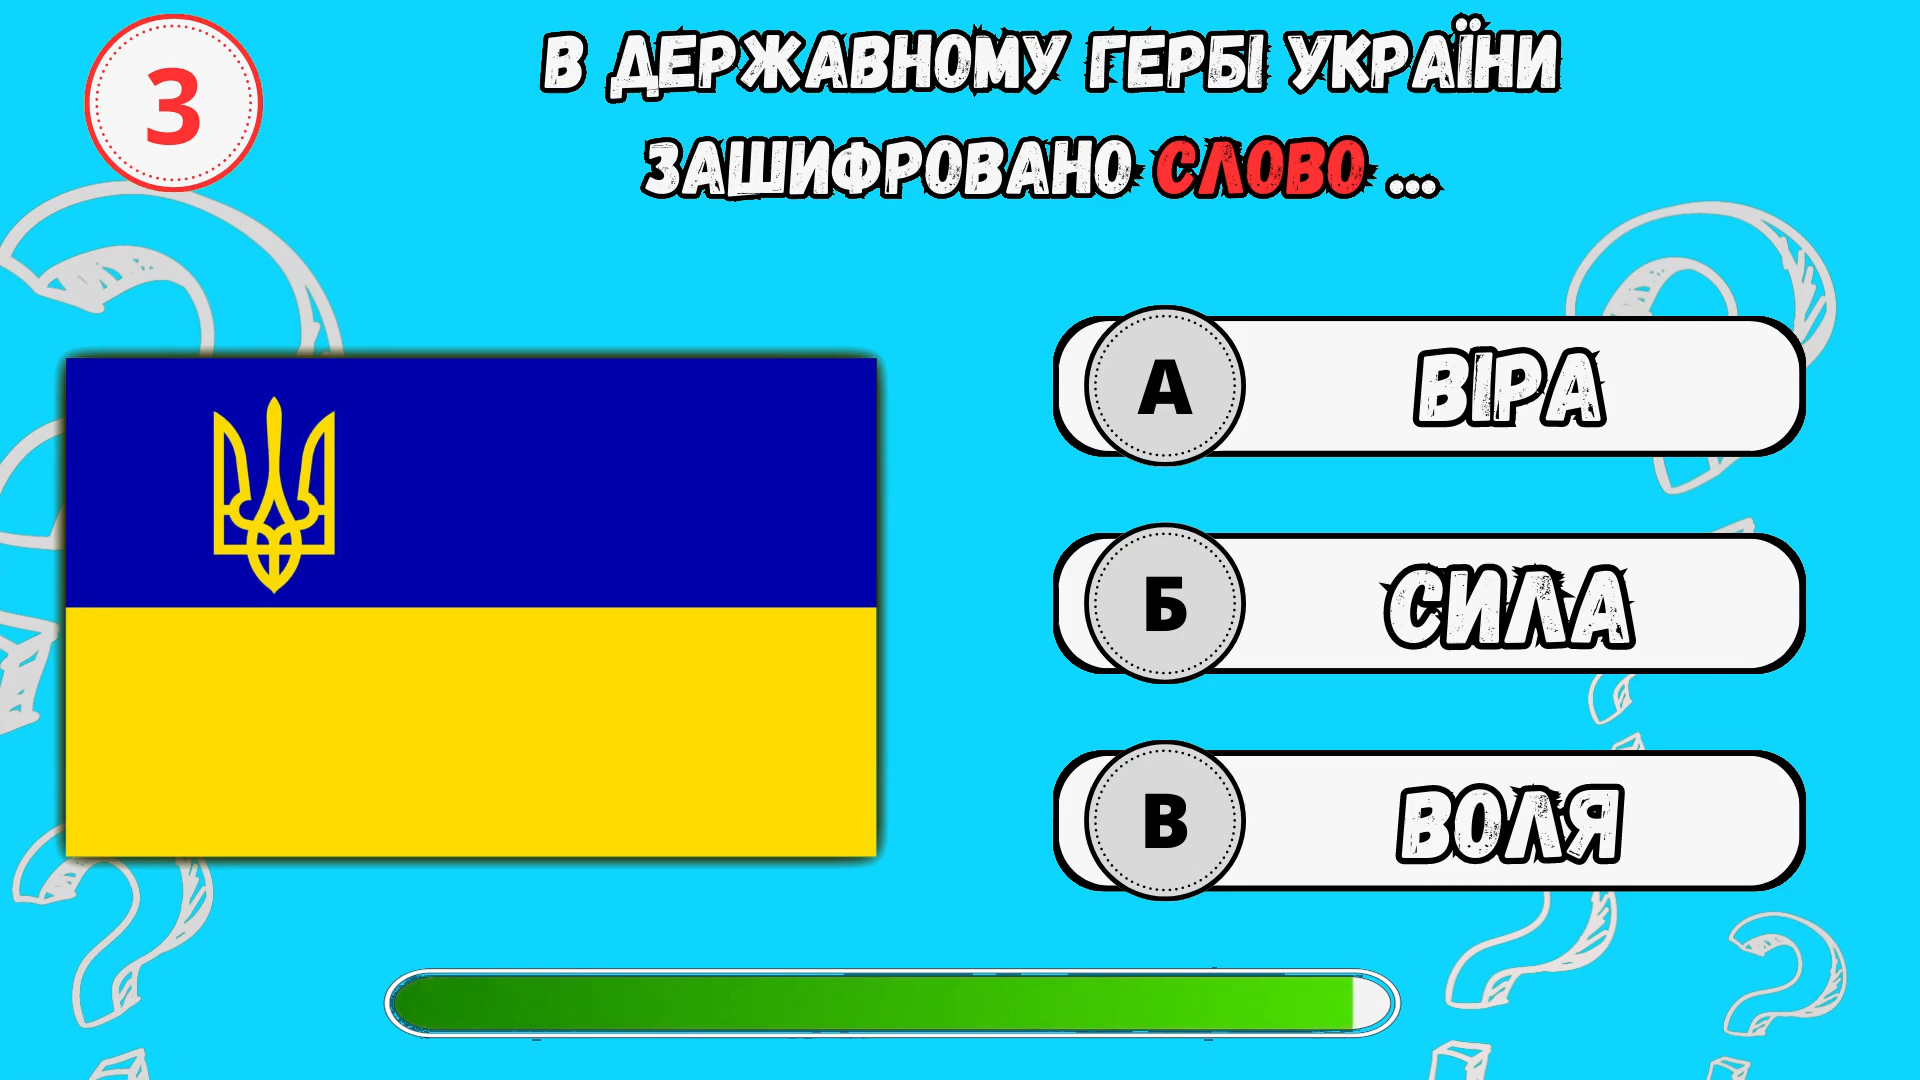 3
В ДЕРЖАВНОМУ ГЕРБІ УКРАЇНИ
ЗАШИФРОВАНО СЛОВО ...
А ВІРА
Б СИЛА
В ВОЛЯ